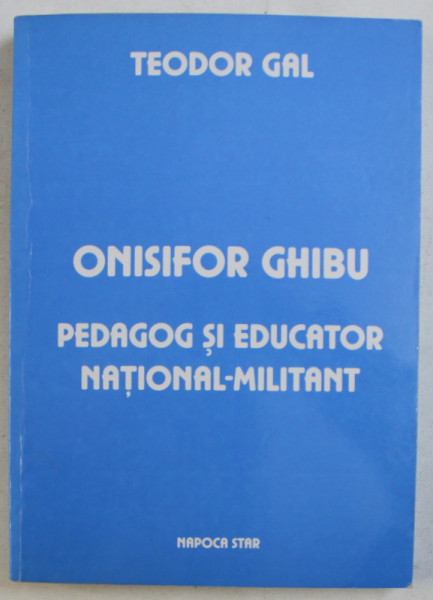 TEODOR GAL
ONISIFOR GHIBU
PEDAGOG ȘI EDUCATOR
NAȚIONAL-MILITANT
NAPOCA STAR